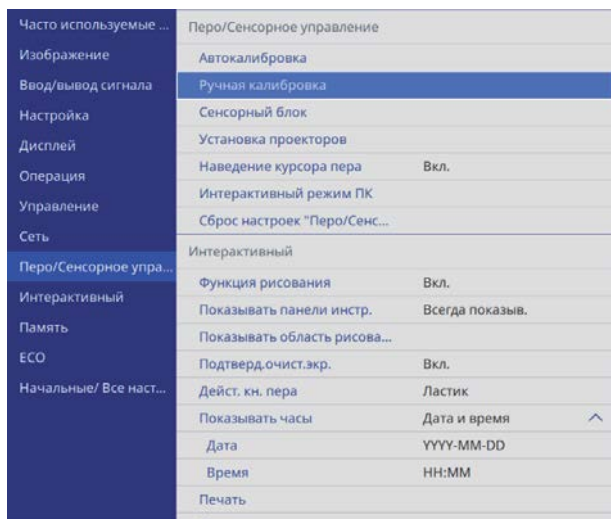 Часто используемые ...
Изображение
Ввод/вывод сигнала
Настройка
Дисплей
Операция
Управление
Сеть
Перо/Сенсорное упра...
Интерактивный
Память
ECO
Начальные/ Все наст...
Перо/Сенсорное управление
Автокалибровка
Ручная калибровка
Сенсорный блок
Установка проекторов
Наведение курсора пера Вкл.
Интерактивный режим ПК
Сброс настроек "Перо/Сенс...
Интерактивный
Функция рисования Вкл.
Показывать панели инстр. Всегда показыв.
Показывать область рисова...
Подтверд.очист.экр. Вкл.
Дейст. кн. пера Ластик
Показывать часы Дата и время
Дата YYYY-MM-DD
Время HH:MM
Печать